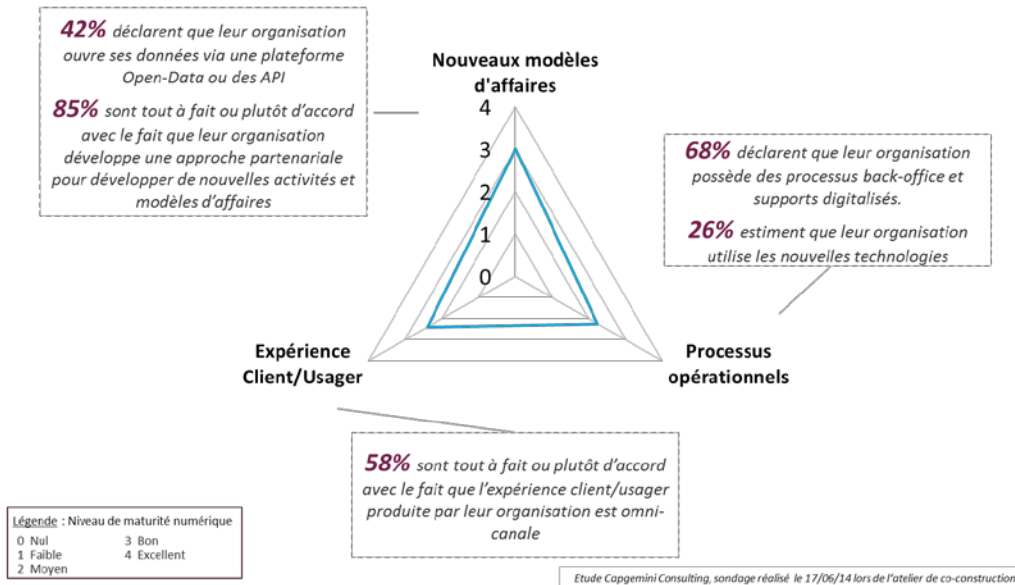 42% déclarent que leur organisation
ouvre ses données via une plateforme
Open-Data ou des API
85% sont tout à fait ou plutôt d'accord
avec le fait que leur organisation
développe une approche partenariale
pour développer de nouvelles activités et
modèles d'affaires
Nouveaux modèles
d'affaires
4
3
2
1
0
68% déclarent que leur organisation
possède des processus back-office et
supports digitalisés.
26% estiment que leur organisation
utilise les nouvelles technologies
Expérience
Client/Usager
Processus
opérationnels
58% sont tout à fait ou plutôt d'accord
avec le fait que l'expérience client/usager
produite par leur organisation est omni-
canale
Légende : Niveau de maturité numérique
0 Nul 3 Bon
1 Faible 4 Excellent
2 Moyen
Etude Capgemini Consulting, sondage réalisé le 17/06/14 lors de l'atelier de co-construction